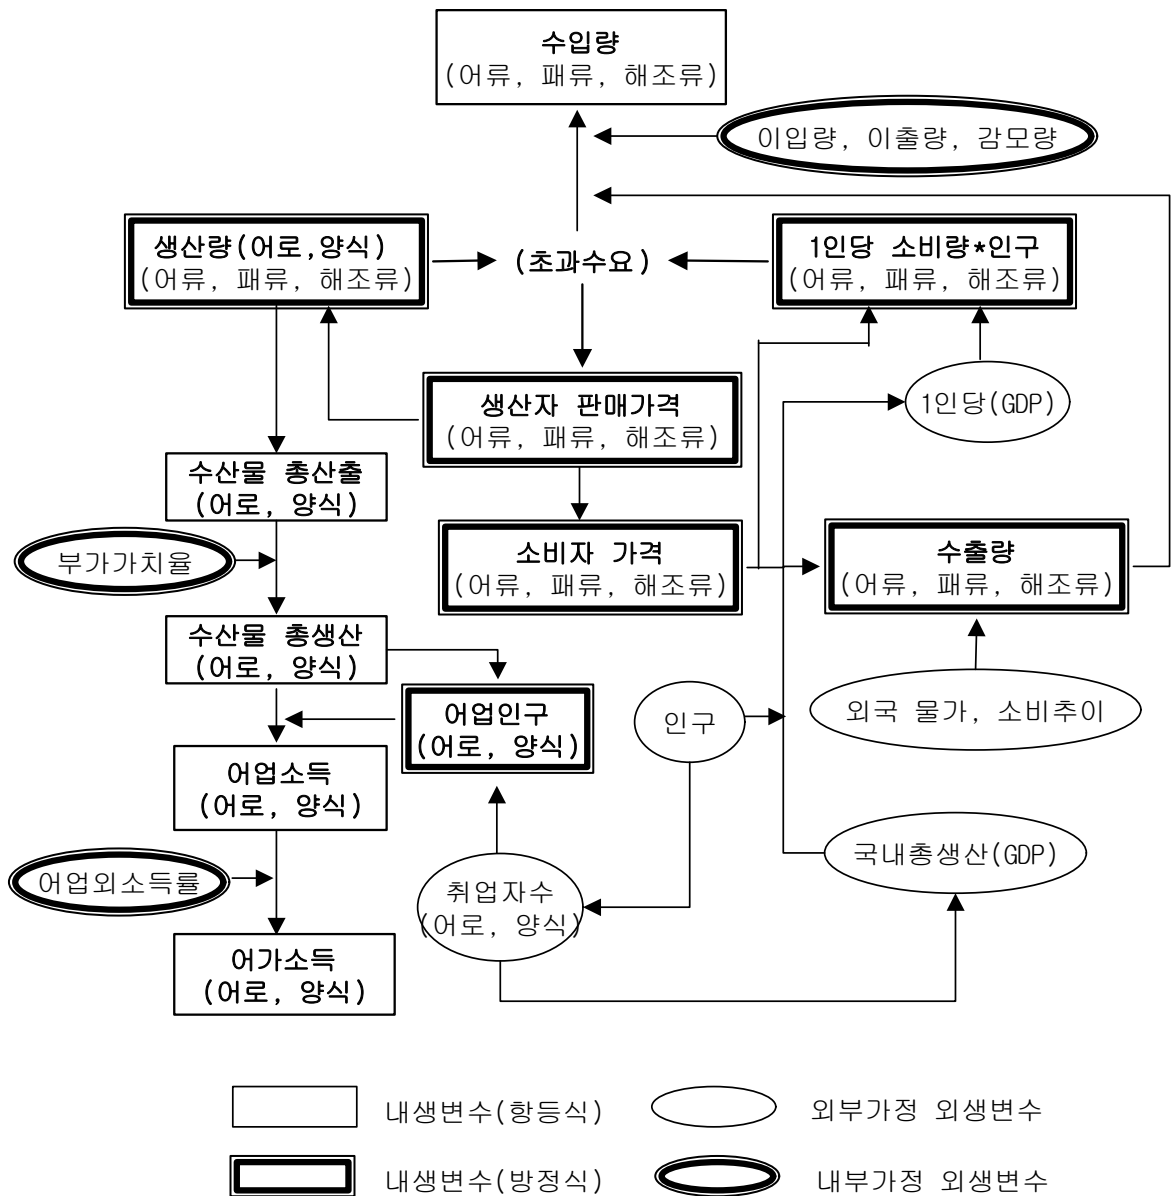 수입량
(어류, 패류, 해조류)
이입량, 이출량, 감모량
생산량(어로,양식)
(어류, 패류, 해조류)
(초과수요)
1인당 소비량*인구
(어류, 패류, 해조류)
생산자 판매가격
(어류, 패류, 해조류)
1인당(GDP)
수산물 총산출
(어로, 양식)
부가가치율
소비자 가격
(어류, 패류, 해조류)
수출량
(어류, 패류, 해조류)
수산물 총생산
(어로, 양식)
어업인구
(어로, 양식)
인구
외국 물가, 소비추이
어업소득
(어로, 양식)
국내총생산(GDP)
어업외소득률
취업자수
(어로, 양식)
어가소득
(어로, 양식)
내생변수(항등식)
외부가정 외생변수
내생변수(방정식)
내부가정 외생변수